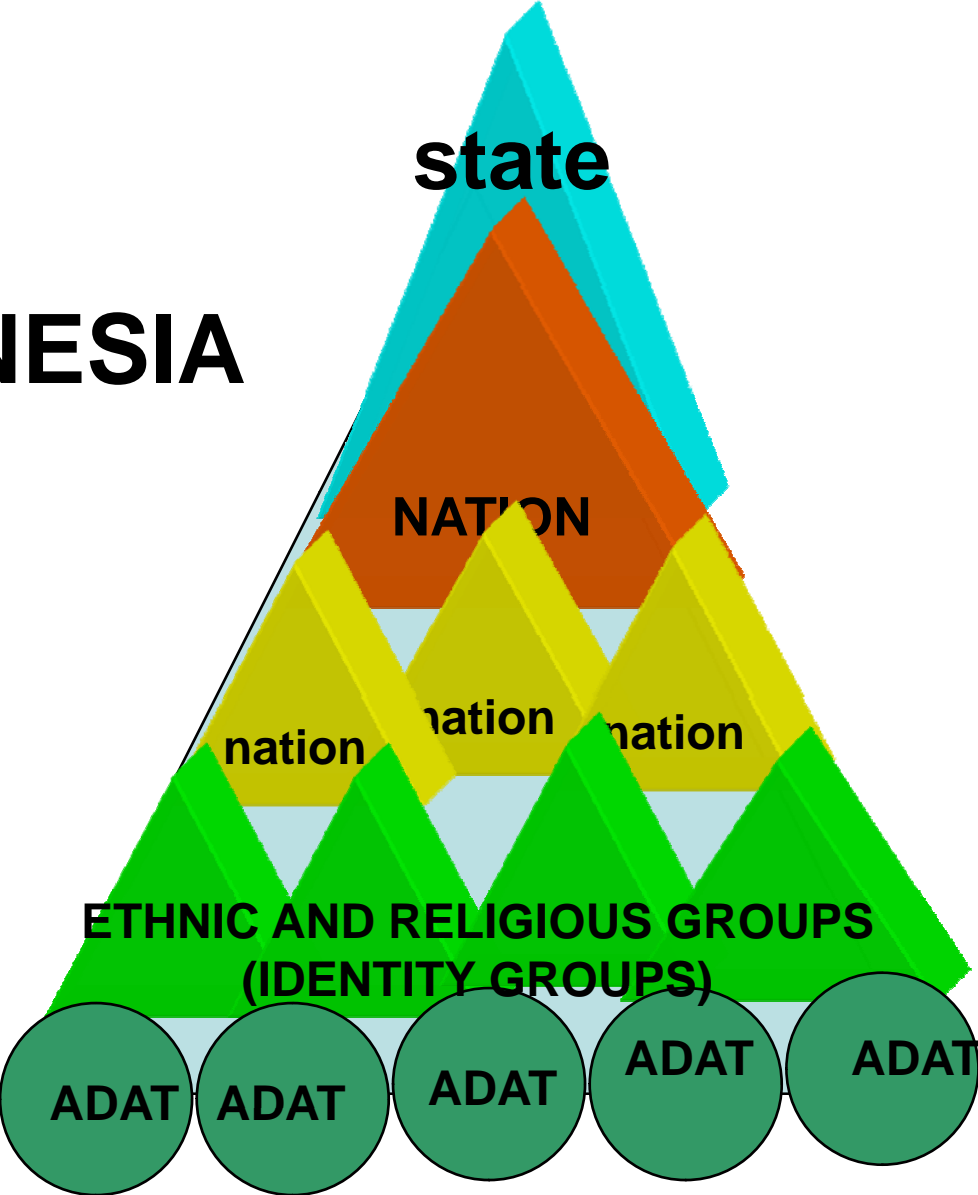 state
NESIA
NATION
nation
nation
nation
ETHNIC AND RELIGIOUS GROUPS
(IDENTITY GROUPS)
ADAT
ADAT
ADAT
ADAT
ADAT